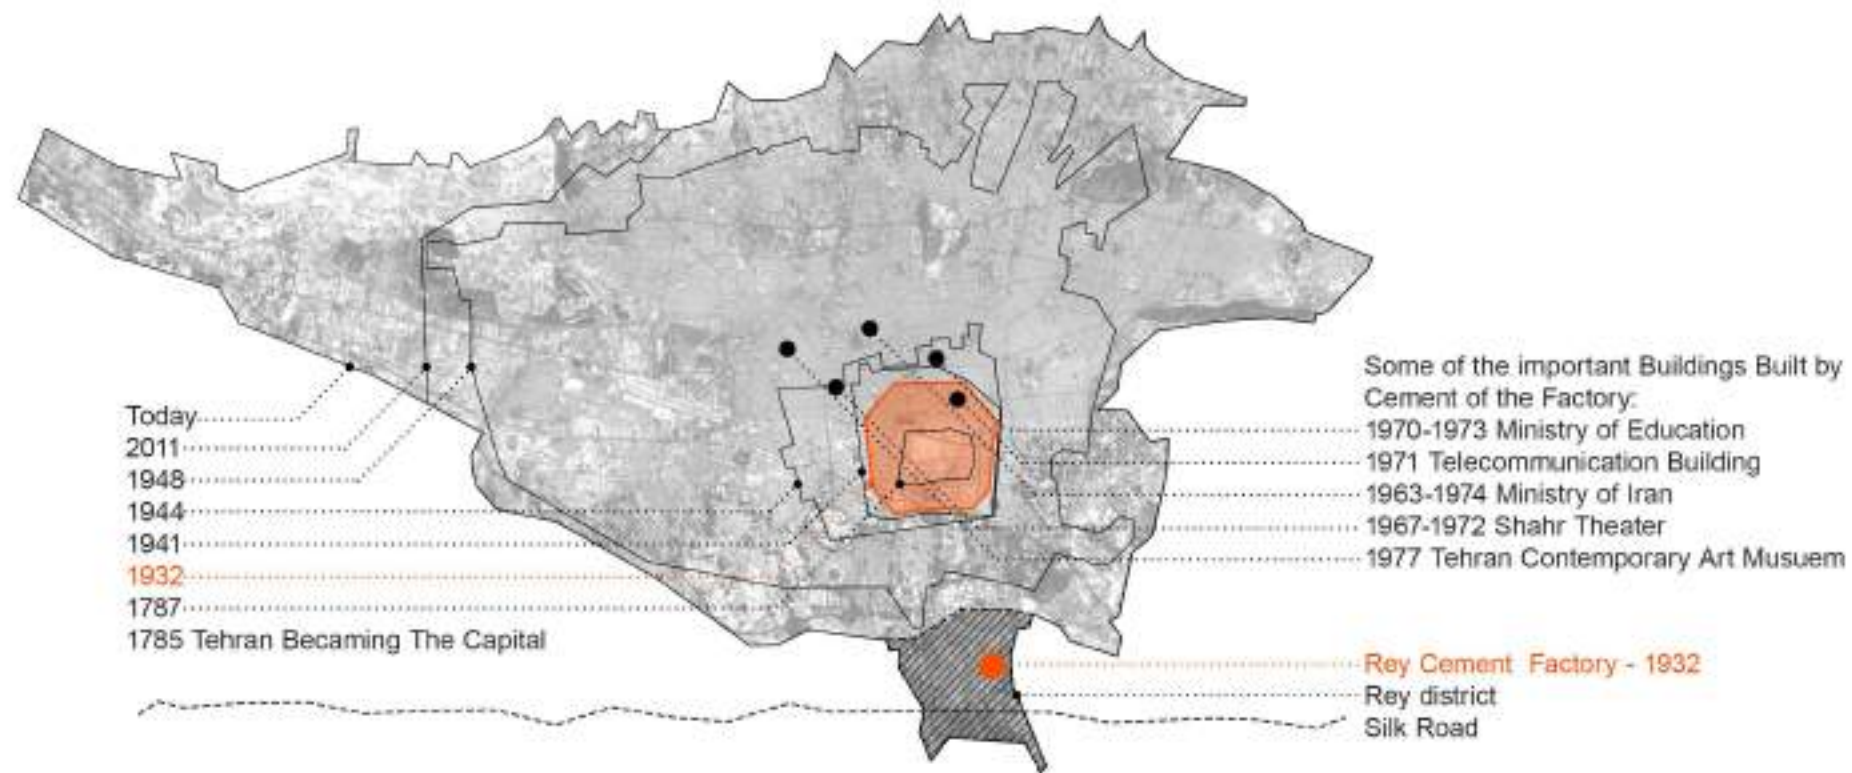 Today
2011
1948
1944
1941
1932
1787
1785 Tehran Becaming The Capital
Some of the important Buildings Built by
Cement of the Factory:
1970-1973 Ministry of Education
1971 Telecommunication Building
1963-1974 Ministry of Iran
1967-1972 Shahr Theater
1977 Tehran Contemporary Art Musuem
Rey Cement Factory - 1932
Rey district
Silk Road